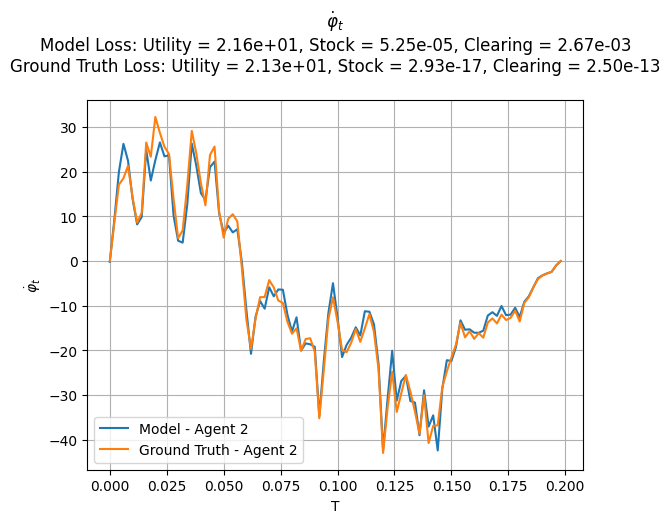 φ̇ₜ
Model Loss: Utility = 2.16e+01, Stock = 5.25e-05, Clearing = 2.67e-03
Ground Truth Loss: Utility = 2.13e+01, Stock = 2.93e-17, Clearing = 2.50e-13
30
20
10
0
−10
−20
−30
−40
φ̇ₜ
Model - Agent 2
Ground Truth - Agent 2
0.000 0.025 0.050 0.075 0.100 0.125 0.150 0.175 0.200
T